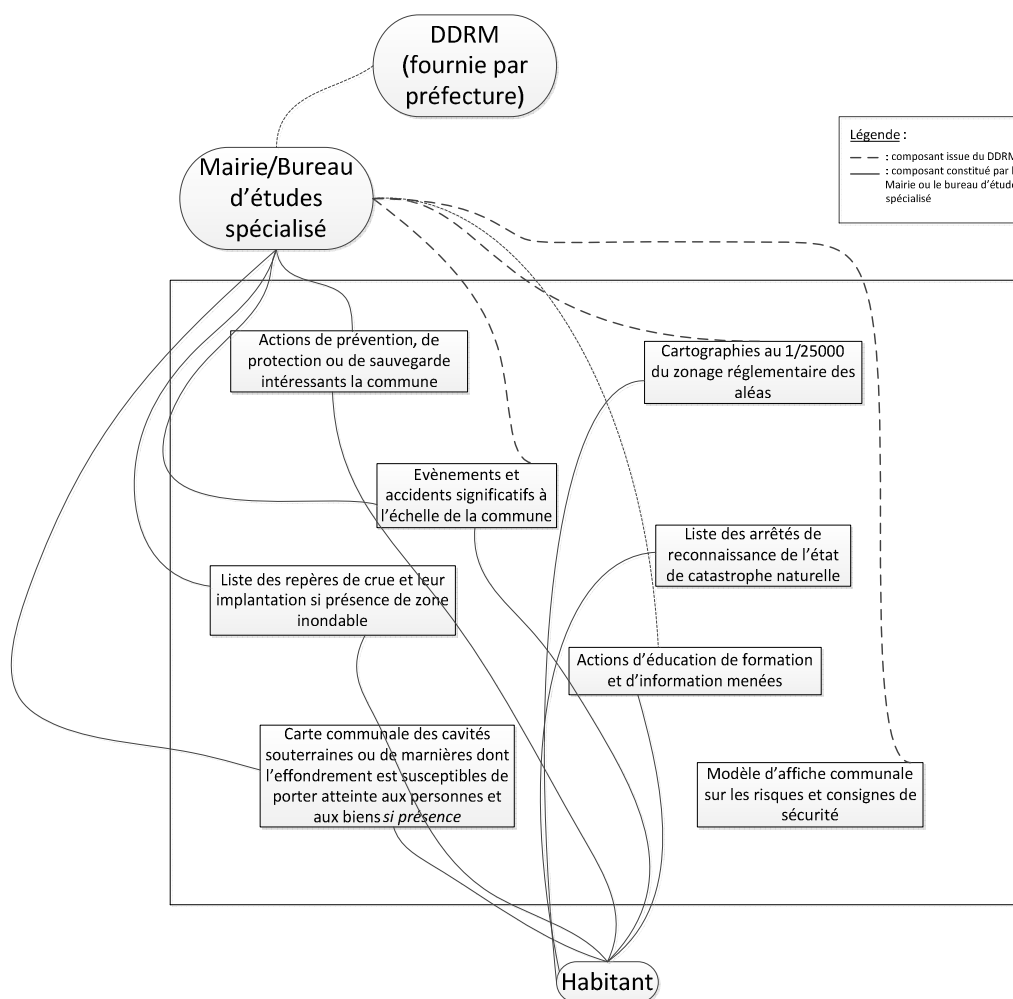 DDRM
(fournie par
préfecture)
Légende :
: composant issue du DDRM
: composant constitué par l
Mairie ou le bureau d'étude
spécialisé
Mairie/Bureau
d'études
spécialisé
Actions de prévention, de
protection ou de sauvegarde
intéressants la commune
Cartographies au 1/25000
du zonage réglementaire des
aléas
Evènements et
accidents significatifs à
l'échelle de la commune
Liste des arrêtés de
reconnaissance de l'état
de catastrophe naturelle
Liste des repères de crue et leur
implantation si présence de zone
inondable
Actions d'éducation de formation
et d'information menées
Carte communale des cavités
souterraines ou de marnières dont
l'effondrement est susceptibles de
porter atteinte aux personnes et
aux biens si présence
Modèle d'affiche communale
sur les risques et consignes de
sécurité
Habitant